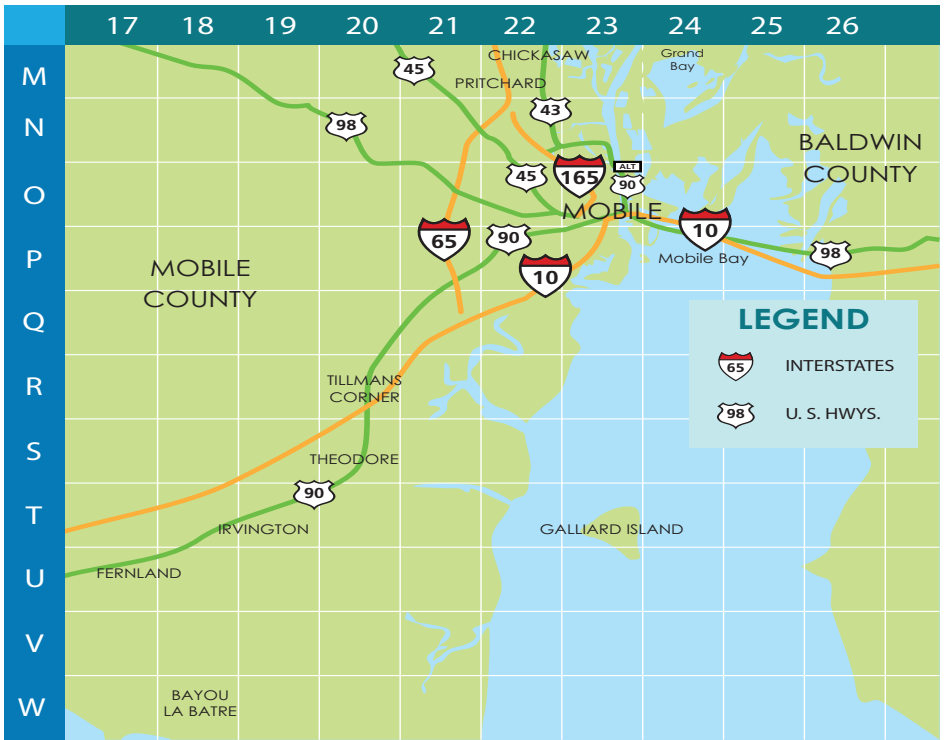 17 18 19 20 21 22 23 24 25 26
M
N
O
P
Q
R
S
T
U
V
W
CHICKASAW
Grand
Bay
45
PRITCHARD
43
98
BALDWIN
COUNTY
ALT
45
165
90
MOBILE
10
65
90
98
Mobile Bay
MOBILE
COUNTY
10
LEGEND
65 INTERSTATES
98 U. S. HWYS.
TILLMANS
CORNER
THEODORE
90
IRVINGTON
GALLIARD ISLAND
FERNLAND
BAYOU
LA BATRE